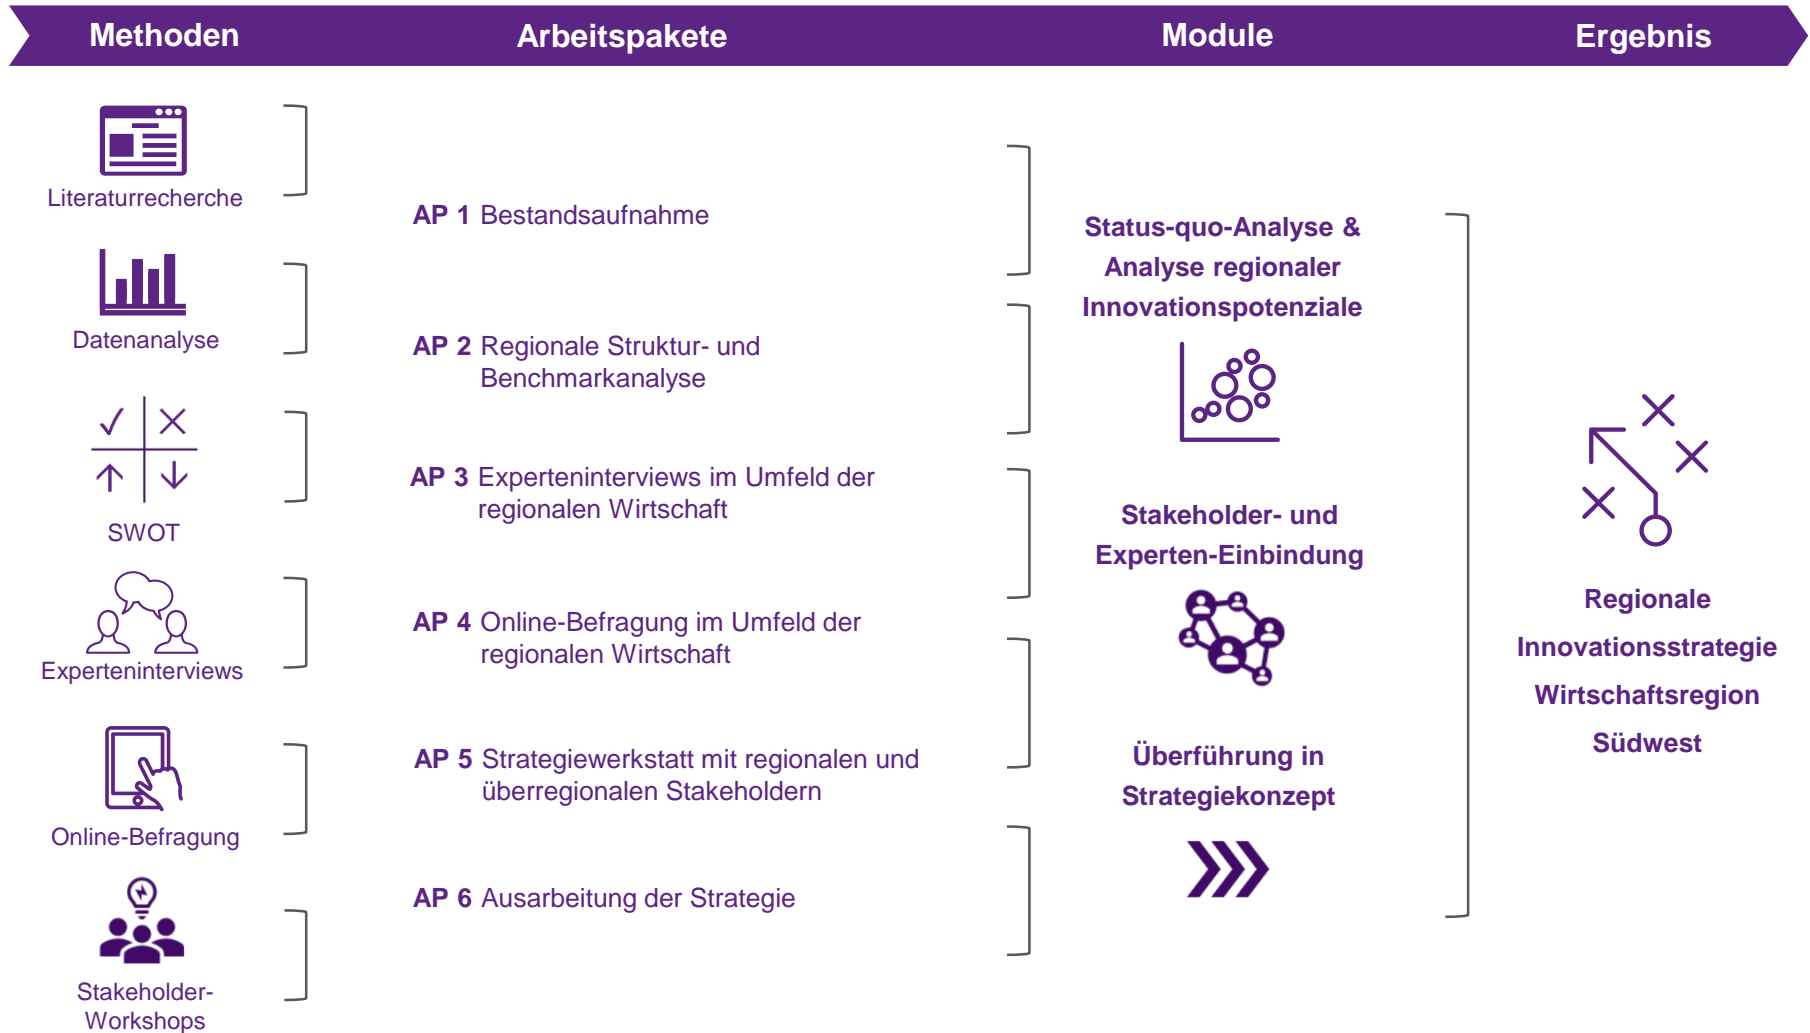 Methoden
Arbeitspakete
Module
Ergebnis
Literaturrecherche
Datenanalyse
SWOT
Experteninterviews
Online-Befragung
Stakeholder-
Workshops
AP 1 Bestandsaufnahme
AP 2 Regionale Struktur- und
Benchmarkanalyse
AP 3 Experteninterviews im Umfeld der
regionalen Wirtschaft
AP 4 Online-Befragung im Umfeld der
regionalen Wirtschaft
AP 5 Strategiewerkstatt mit regionalen und
überregionalen Stakeholdern
AP 6 Ausarbeitung der Strategie
Status-quo-Analyse &
Analyse regionaler
Innovationspotenziale
Stakeholder- und
Experten-Einbindung
Überführung in
Strategiekonzept
Regionale
Innovationsstrategie
Wirtschaftsregion
Südwest